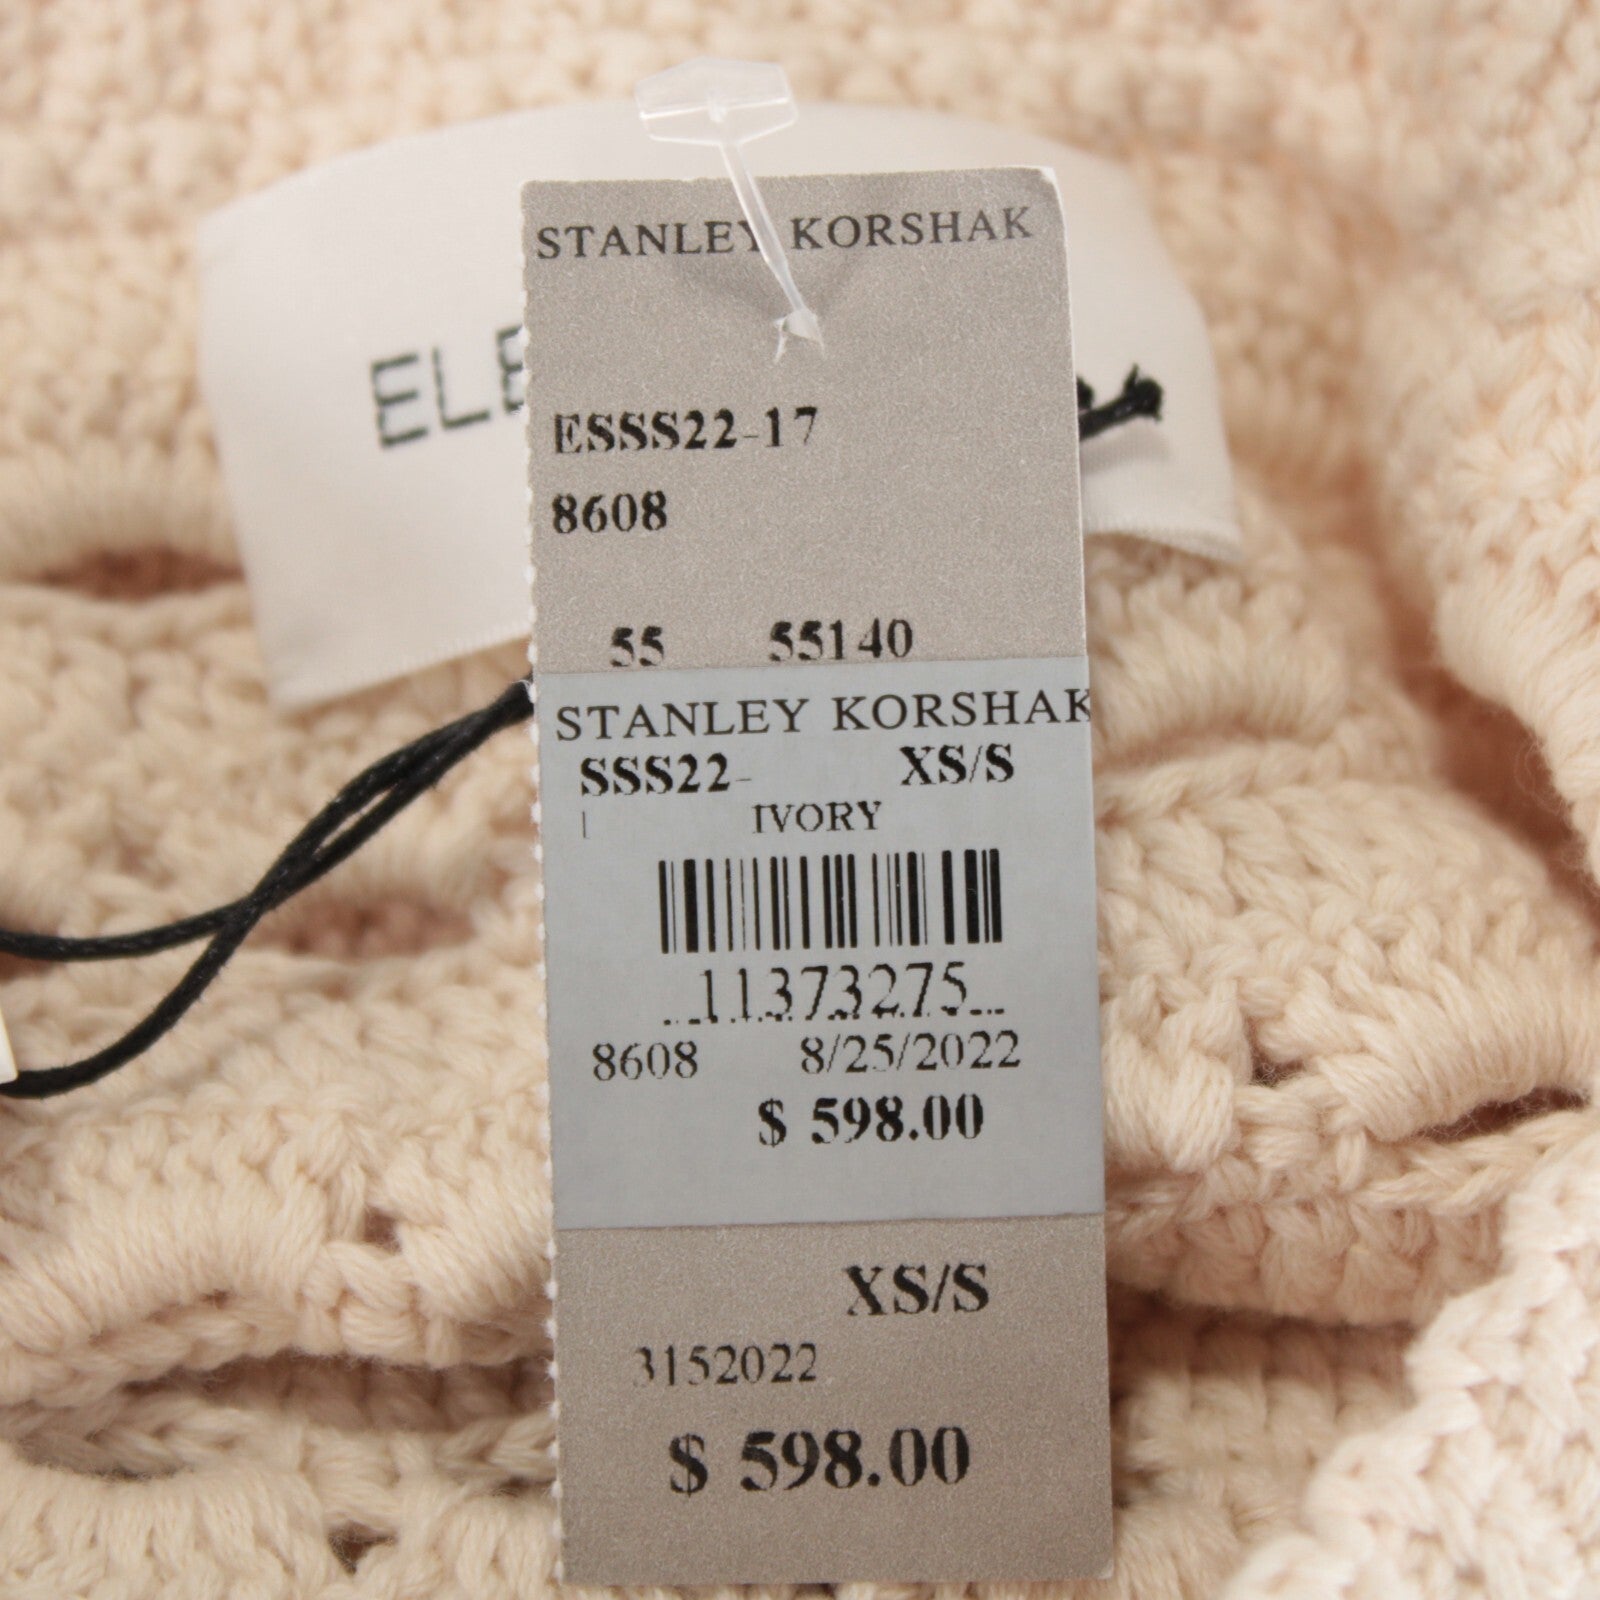 STANLEY KORSHAK
ELE
ESSS22-17
8608
55 55140
STANLEY KORSHAK
SSS22- XS/S
IVORY
11373275
8608 8/25/2022
$ 598.00
XS/S
3152022
$ 598.00